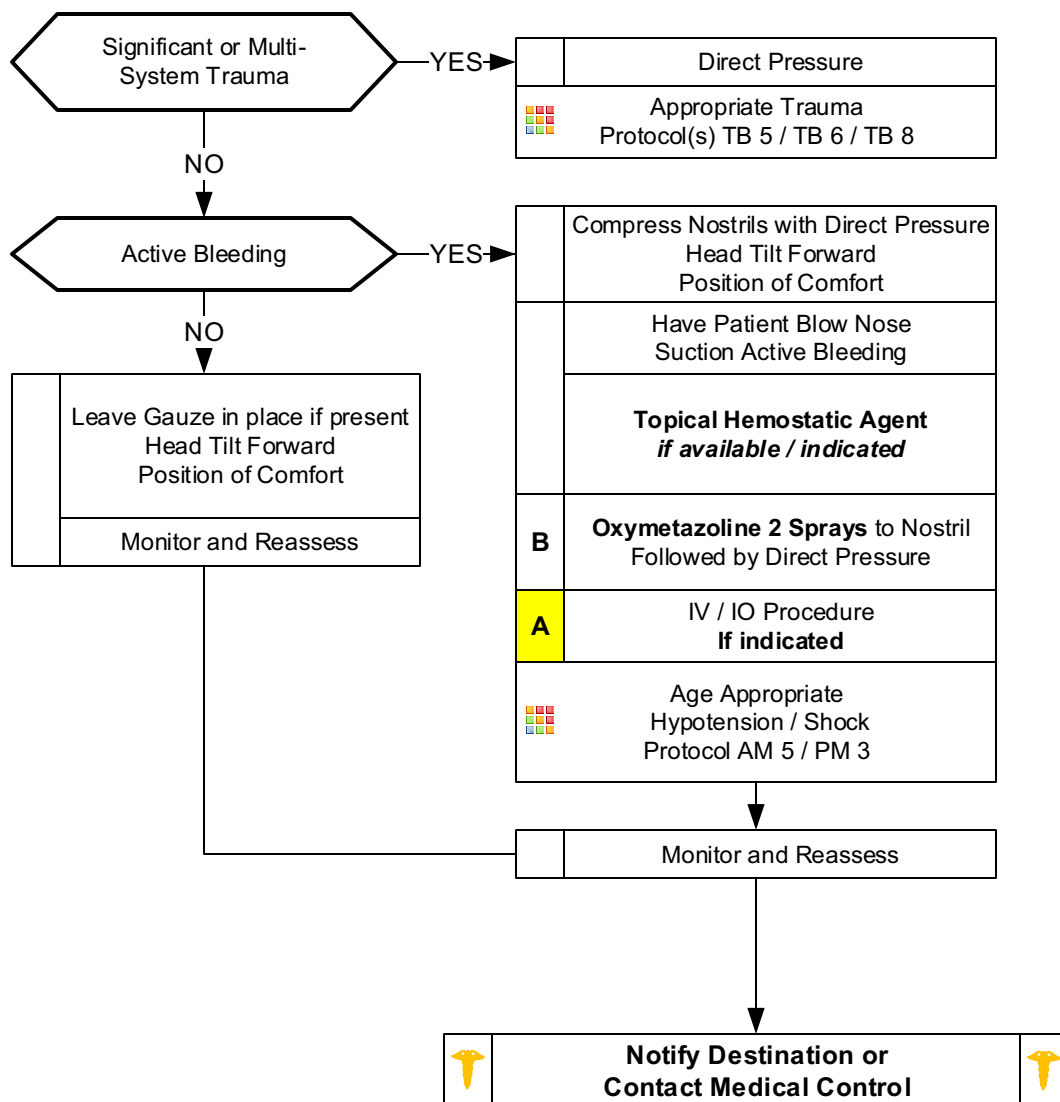 Significant or Multi-
System Trauma
YES
Direct Pressure
Appropriate Trauma
Protocol(s) TB 5 / TB 6 / TB 8
NO
Active Bleeding
YES
Compress Nostrils with Direct Pressure
Head Tilt Forward
Position of Comfort
Have Patient Blow Nose
Suction Active Bleeding
Topical Hemostatic Agent
if available / indicated
B
Oxymetazoline 2 Sprays to Nostril
Followed by Direct Pressure
A
IV / IO Procedure
If indicated
Age Appropriate
Hypotension / Shock
Protocol AM 5 / PM 3
NO
Leave Gauze in place if present
Head Tilt Forward
Position of Comfort
Monitor and Reassess
Monitor and Reassess
Notify Destination or
Contact Medical Control